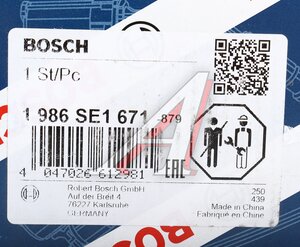 BOSCH
1 St/Pc
1 986 SE1 671 -879
4 047026 612981
EAC
Robert Bosch GmbH
Auf der Breit 4
76227 Karlsruhe
GERMANY
250
439
Made in China
Fabriqué en Chine